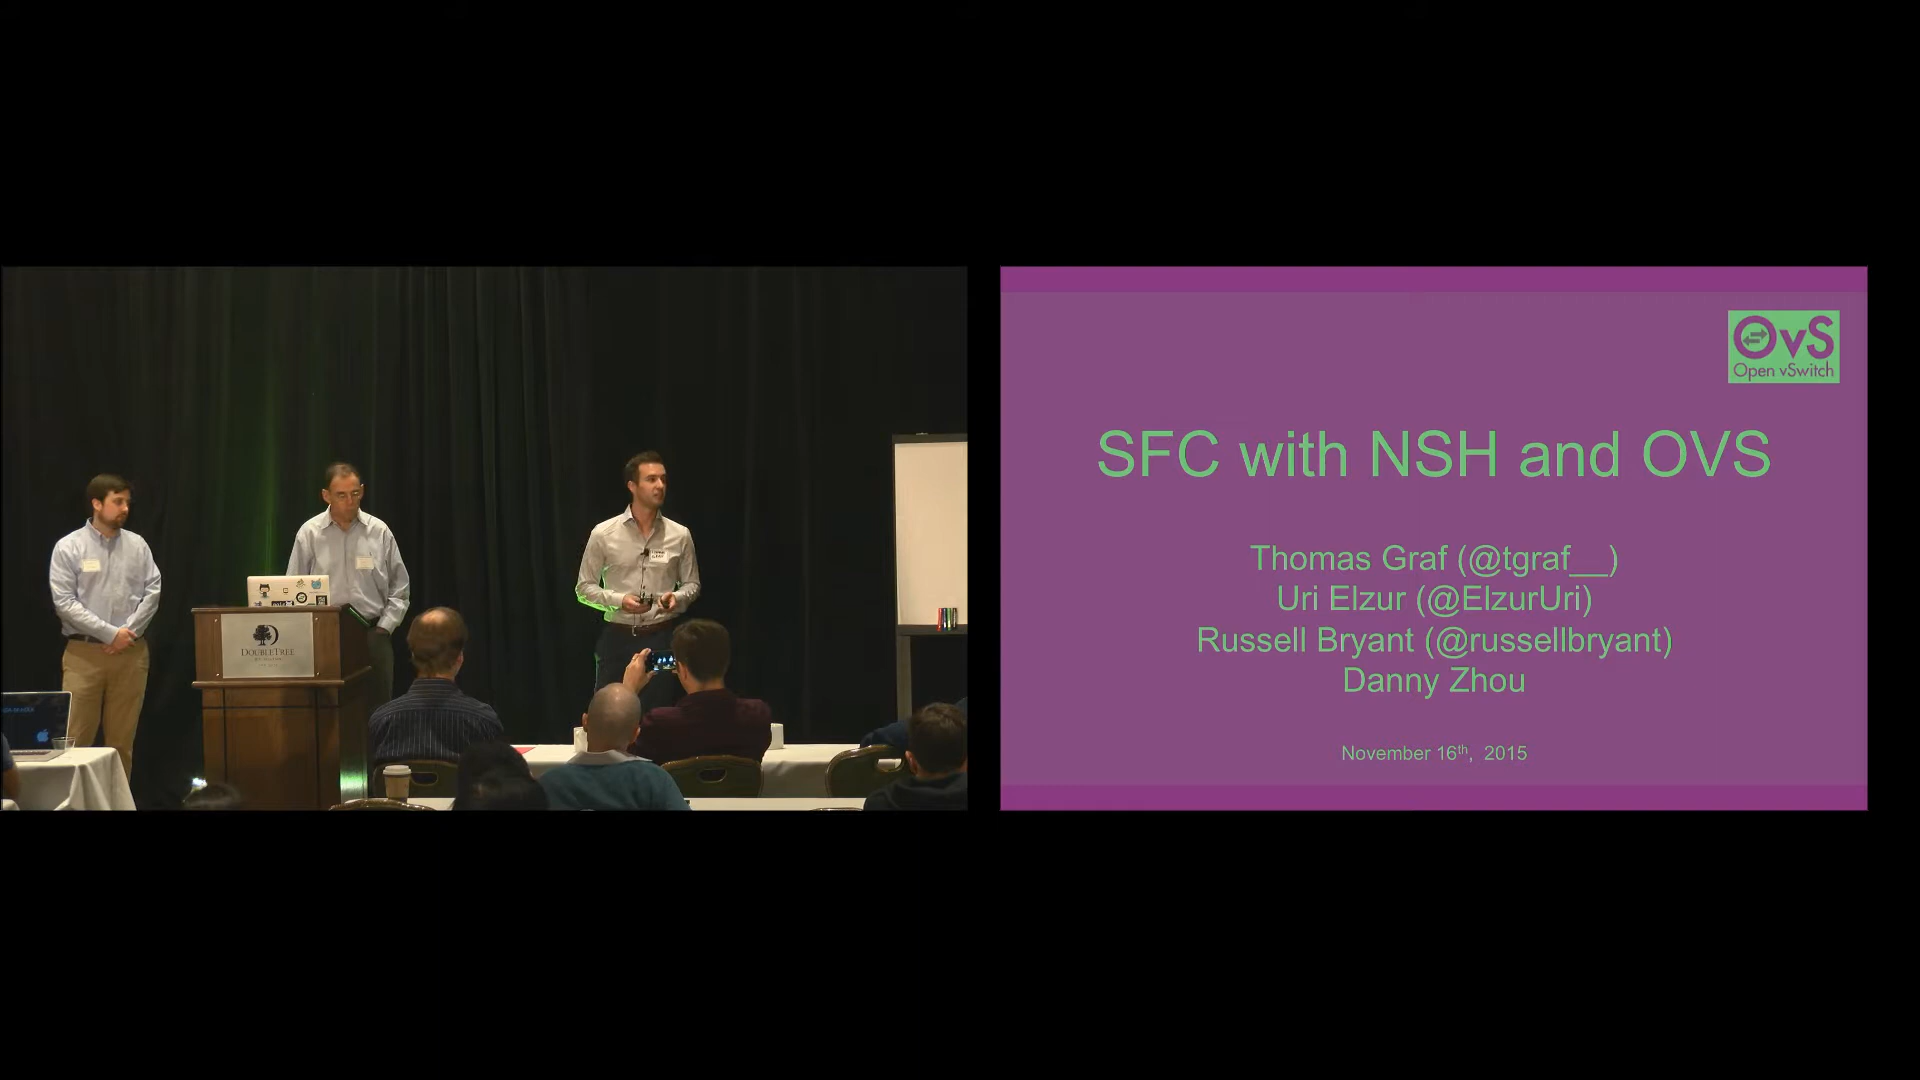 DOUBLETREE
OvS
Open vSwitch
SFC with NSH and OVS
Thomas Graf (@tgraf__)
Uri Elzur (@ElzurUri)
Russell Bryant (@russellbryant)
Danny Zhou
November 16th, 2015